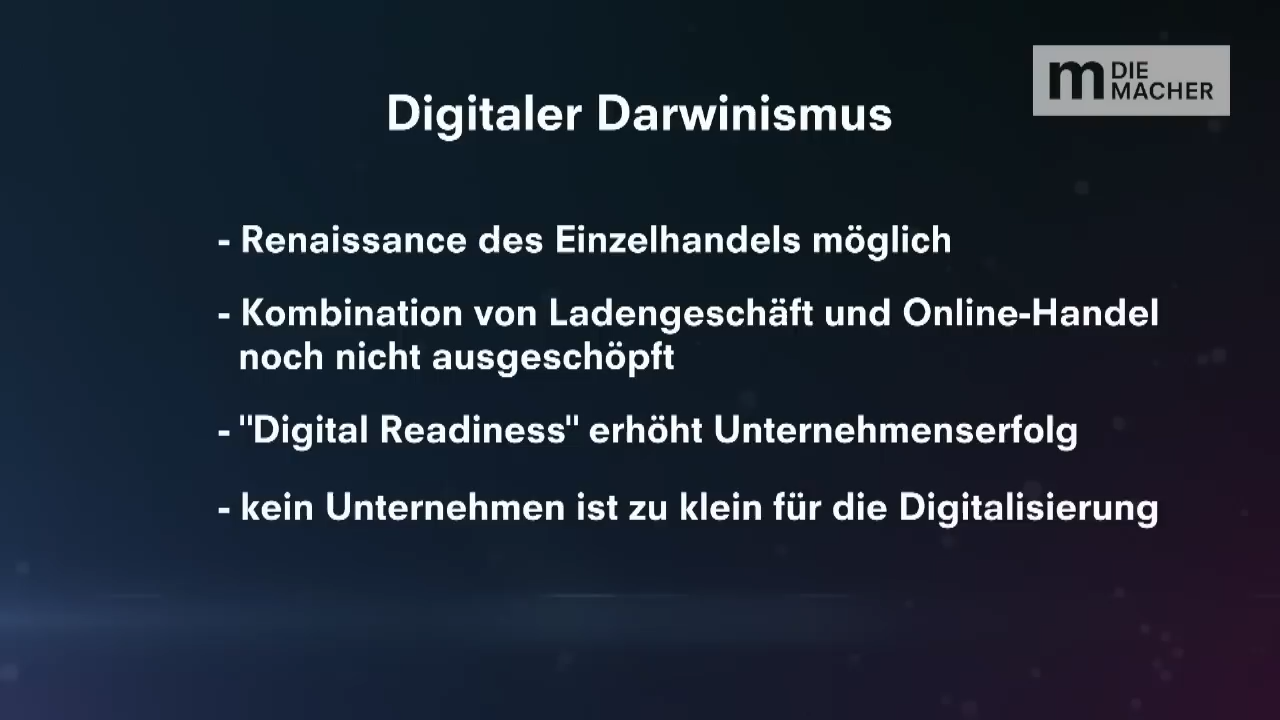 m DIE
MACHER
Digitaler Darwinismus
- Renaissance des Einzelhandels möglich
- Kombination von Ladengeschäft und Online-Handel
noch nicht ausgeschöpft
- "Digital Readiness" erhöht Unternehmenserfolg
- kein Unternehmen ist zu klein für die Digitalisierung